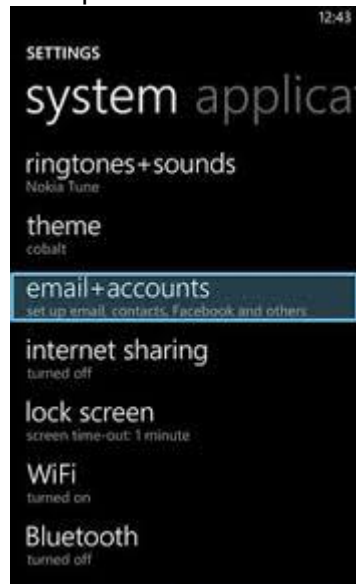 12:43
SETTINGS
system applica
ringtones+sounds
Nokia Tune
theme
cobalt
email+accounts
set up email, contacts, Facebook and others
internet sharing
turned off
lock screen
screen time-out: 1 minute
WiFi
turned on
Bluetooth
turned off